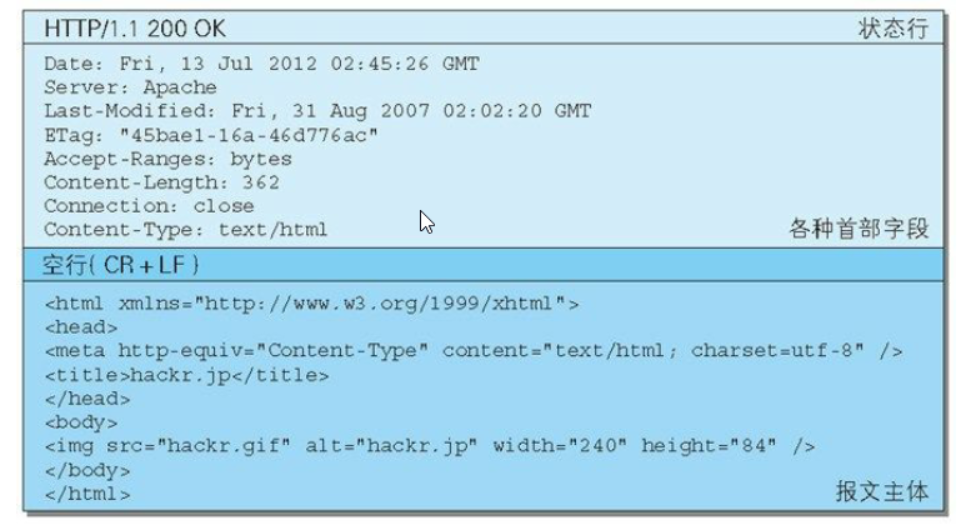 HTTP/1.1 200 OK 状态行
Date: Fri, 13 Jul 2012 02:45:26 GMT
Server: Apache
Last-Modified: Fri, 31 Aug 2007 02:02:20 GMT
ETag: "45bae1-16a-46d776ac"
Accept-Ranges: bytes
Content-Length: 362
Connection: close
Content-Type: text/html 各种首部字段
空行( CR + LF )
<html xmlns="http://www.w3.org/1999/xhtml">
<head>
<meta http-equiv="Content-Type" content="text/html; charset=utf-8" />
<title>hackr.jp</title>
</head>
<body>
<img src="hackr.gif" alt="hackr.jp" width="240" height="84" />
</body>
</html> 报文主体